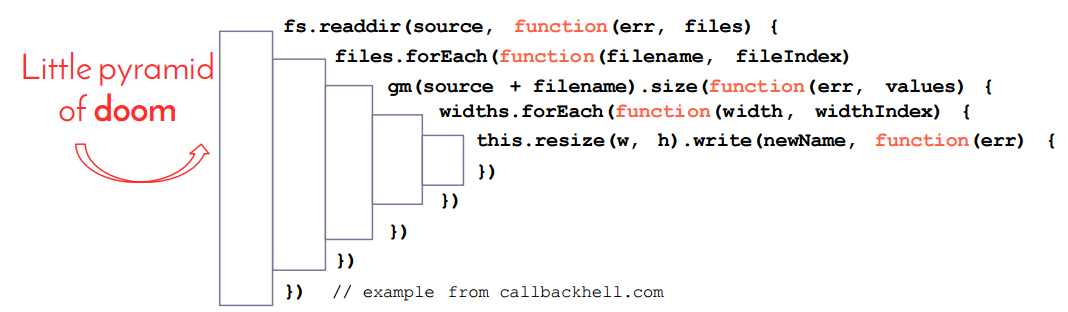 Little pyramid
of doom
fs.readdir(source, function(err, files) {
files.forEach(function(filename, fileIndex)
gm(source + filename).size(function(err, values) {
widths.forEach(function(width, widthIndex) {
this.resize(w, h).write(newName, function(err) {
})
})
})
})
}) // example from callbackhell.com